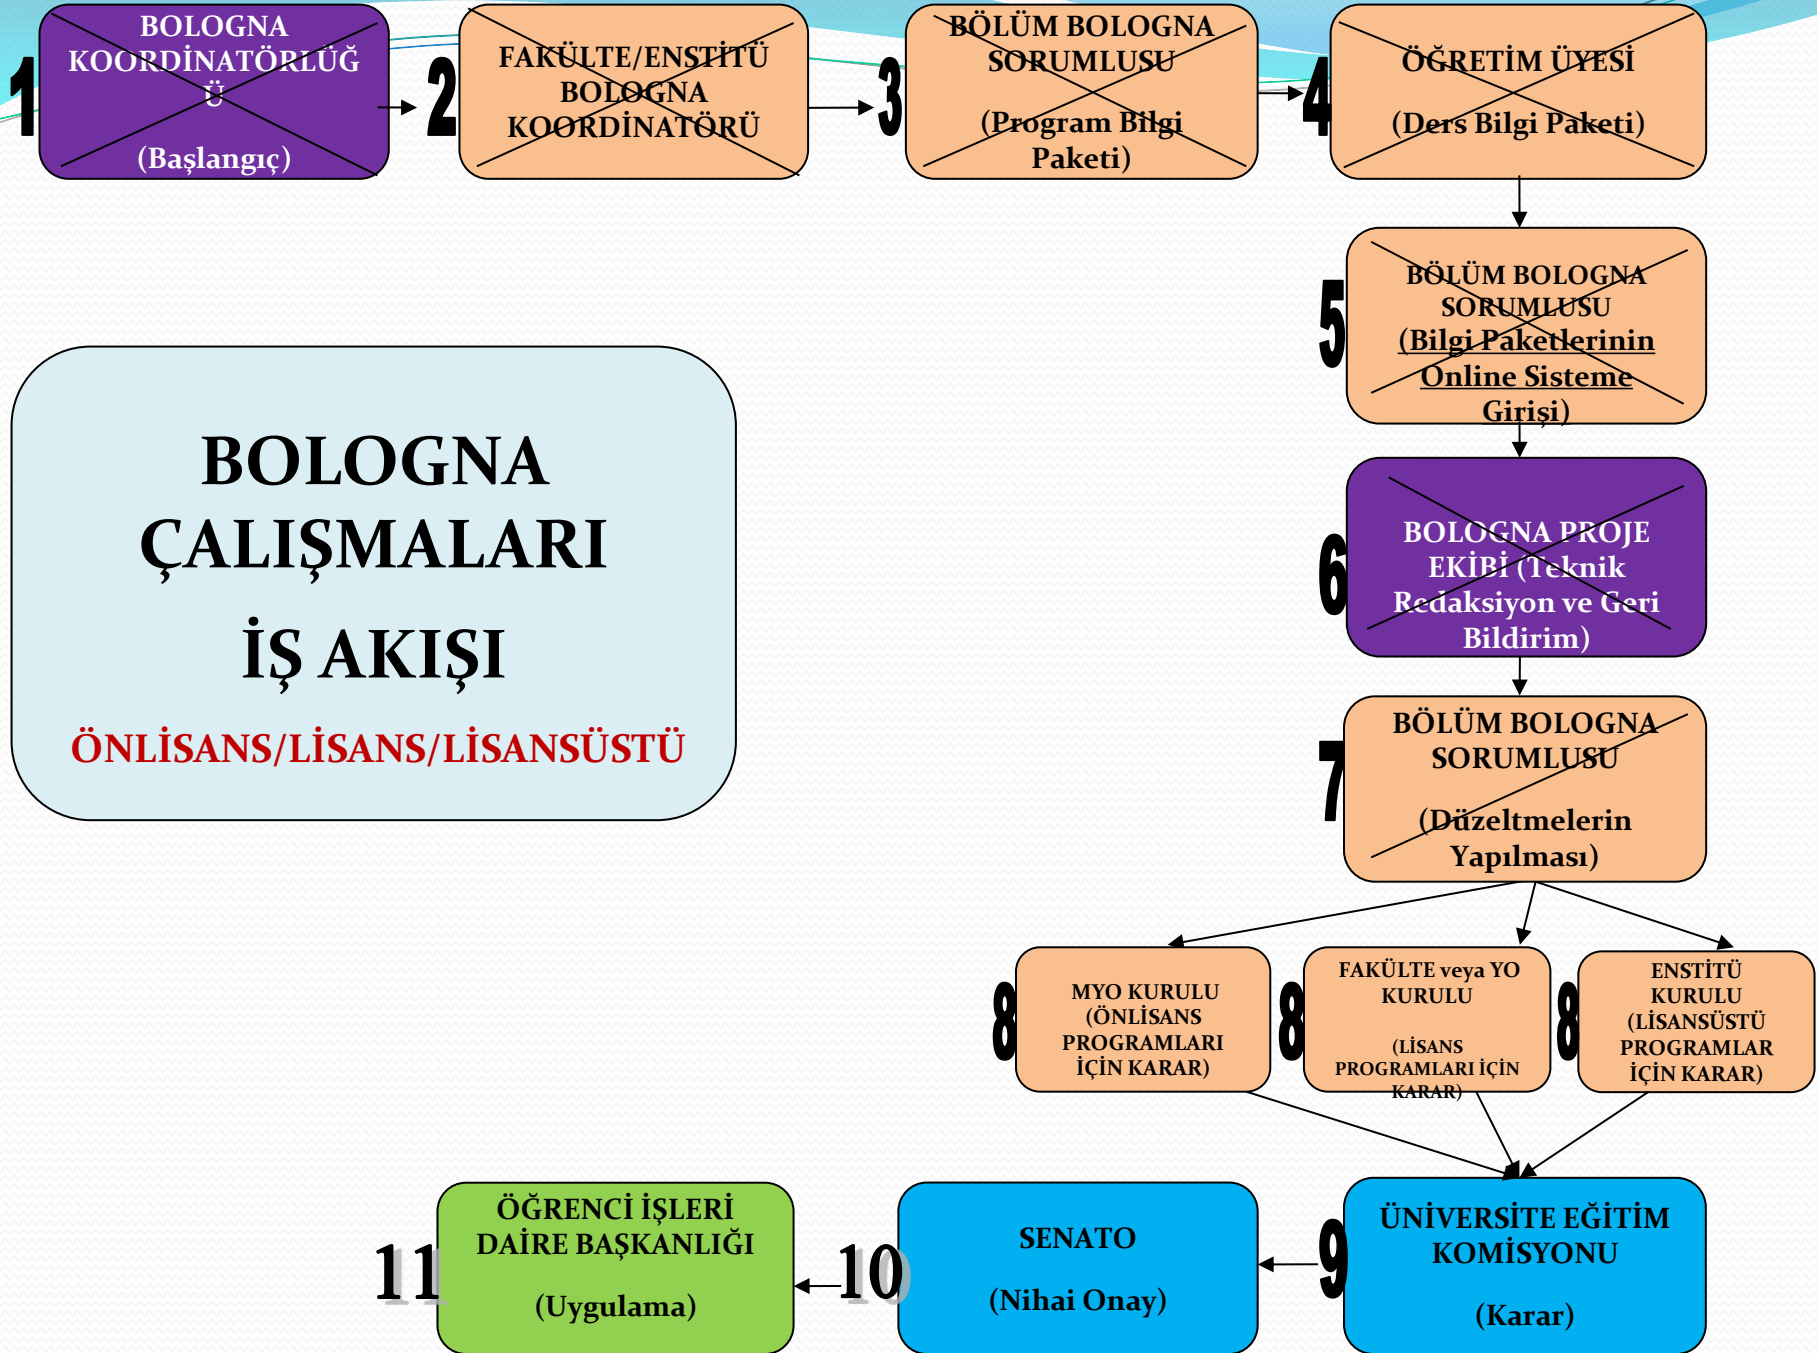 1
BOLOGNA
KOORDİNATÖRLÜĞ
Ü
(Başlangıç)
2
FAKÜLTE/ENSTİTÜ
BOLOGNA
KOORDİNATÖRÜ
3
BÖLÜM BOLOGNA
SORUMLUSU
(Program Bilgi
Paketi)
4
ÖĞRETİM ÜYESİ
(Ders Bilgi Paketi)
5
BÖLÜM BOLOGNA
SORUMLUSU
(Bilgi Paketlerinin
Online Sisteme
Girişi)
BOLOGNA
ÇALIŞMALARI
İŞ AKIŞI
ÖNLİSANS/LİSANS/LİSANSÜSTÜ
6
BOLOGNA PROJE
EKİBİ (Teknik
Redaksiyon ve Geri
Bildirim)
7
BÖLÜM BOLOGNA
SORUMLUSU
(Düzeltmelerin
Yapılması)
8
MYO KURULU
(ÖNLİSANS
PROGRAMLARI
İÇİN KARAR)
8
FAKÜLTE veya YO
KURULU
(LİSANS
PROGRAMLARI İÇİN
KARAR)
8
ENSTİTÜ
KURULU
(LİSANSÜSTÜ
PROGRAMLAR
İÇİN KARAR)
9
ÜNİVERSİTE EĞİTİM
KOMİSYONU
(Karar)
10
SENATO
(Nihai Onay)
11
ÖĞRENCİ İŞLERİ
DAİRE BAŞKANLIĞI
(Uygulama)